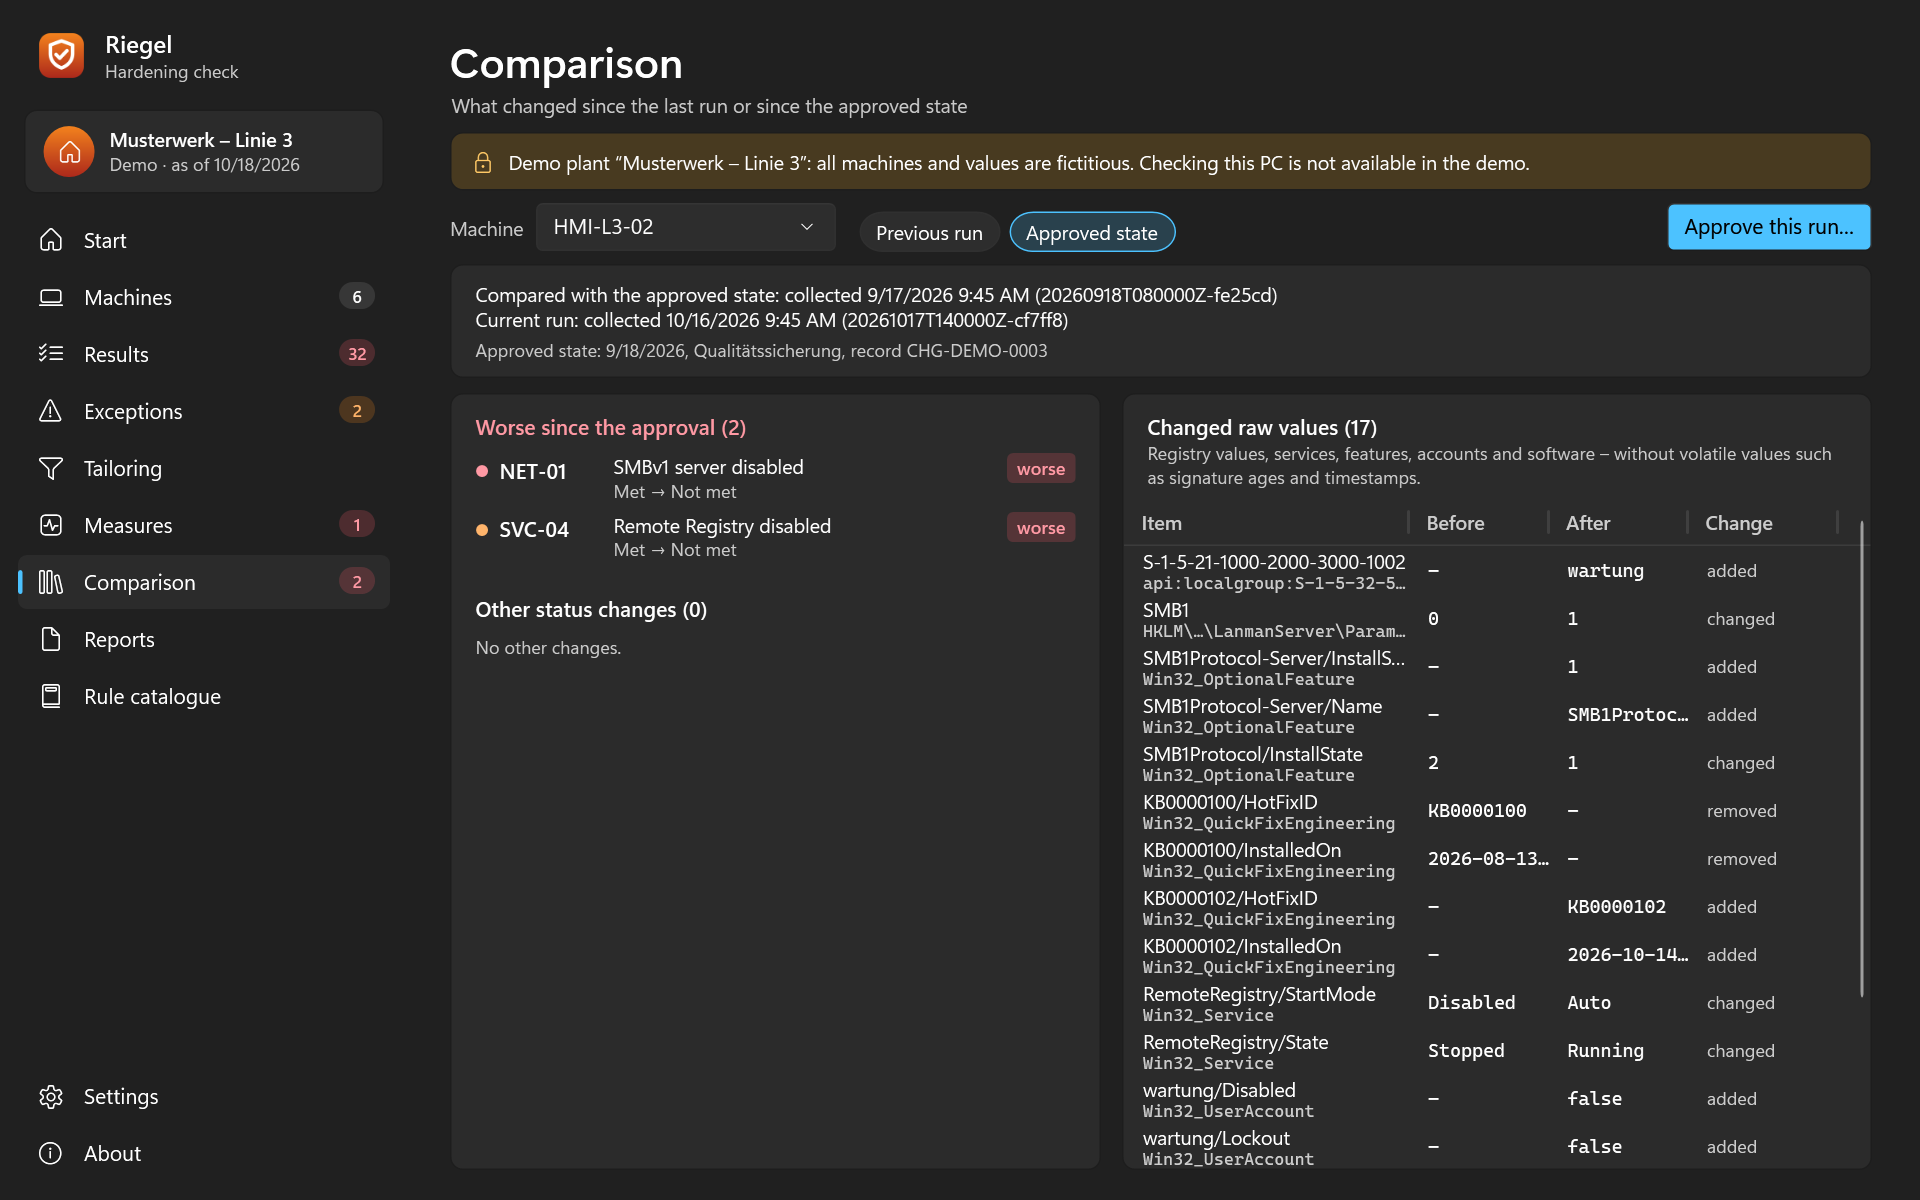 Riegel
Hardening check
Musterwerk – Linie 3
Demo · as of 10/18/2026
Start
Machines 6
Results 32
Exceptions 2
Tailoring
Measures 1
Comparison 2
Reports
Rule catalogue
Settings
About
Comparison
What changed since the last run or since the approved state
Demo plant “Musterwerk – Linie 3”: all machines and values are fictitious. Checking this PC is not available in the demo.
Machine HMI-L3-02 Previous run Approved state Approve this run...
Compared with the approved state: collected 9/17/2026 9:45 AM (20260918T080000Z-fe25cd)
Current run: collected 10/16/2026 9:45 AM (20261017T140000Z-cf7ff8)
Approved state: 9/18/2026, Qualitätssicherung, record CHG-DEMO-0003
Worse since the approval (2)
NET-01 SMBv1 server disabled worse
Met → Not met
SVC-04 Remote Registry disabled worse
Met → Not met
Other status changes (0)
No other changes.
Changed raw values (17)
Registry values, services, features, accounts and software – without volatile values such
as signature ages and timestamps.
Item Before After Change
S-1-5-21-1000-2000-3000-1002 – wartung added
api:localgroup:S-1-5-32-5…
SMB1 0 1 changed
HKLM\…\LanmanServer\Param…
SMB1Protocol-Server/InstallS… – 1 added
Win32_OptionalFeature
SMB1Protocol-Server/Name – SMB1Protoc… added
Win32_OptionalFeature
SMB1Protocol/InstallState 2 1 changed
Win32_OptionalFeature
KB0000100/HotFixID KB0000100 – removed
Win32_QuickFixEngineering
KB0000100/InstalledOn 2026-08-13… – removed
Win32_QuickFixEngineering
KB0000102/HotFixID – KB0000102 added
Win32_QuickFixEngineering
KB0000102/InstalledOn – 2026-10-14… added
Win32_QuickFixEngineering
RemoteRegistry/StartMode Disabled Auto changed
Win32_Service
RemoteRegistry/State Stopped Running changed
Win32_Service
wartung/Disabled – false added
Win32_UserAccount
wartung/Lockout – false added
Win32_UserAccount